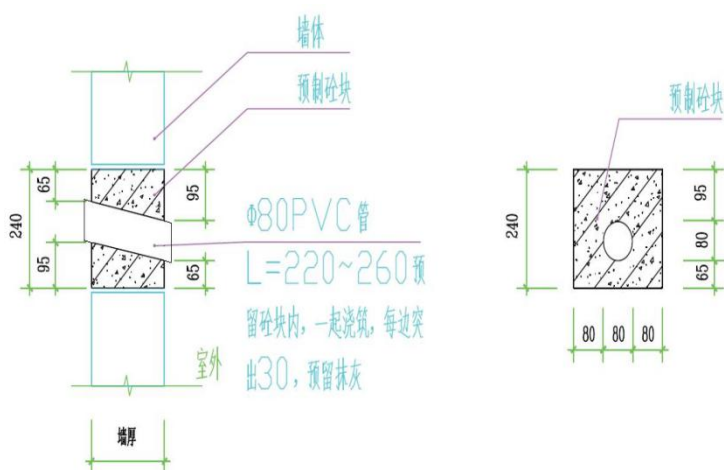 墙体
预制砼块
65
240
95
95
65
Φ80PVC管
L=220~260预
留砼块内，一起浇筑，每边突
出30，预留抹灰
室外
墙厚
预制砼块
240
95
80
65
80
80
80